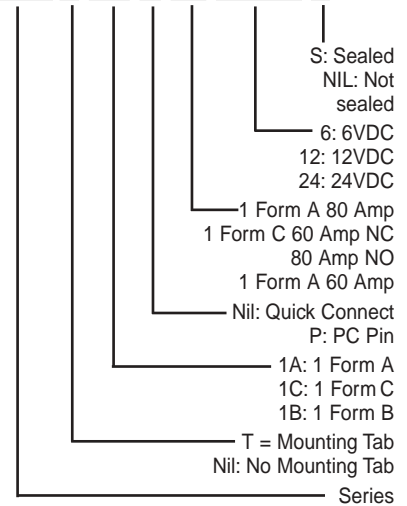 S: Sealed
NIL: Not
sealed
6: 6VDC
12: 12VDC
24: 24VDC
1 Form A 80 Amp
1 Form C 60 Amp NC
80 Amp NO
1 Form A 60 Amp
Nil: Quick Connect
P: PC Pin
1A: 1 Form A
1C: 1 Form C
1B: 1 Form B
T = Mounting Tab
Nil: No Mounting Tab
Series